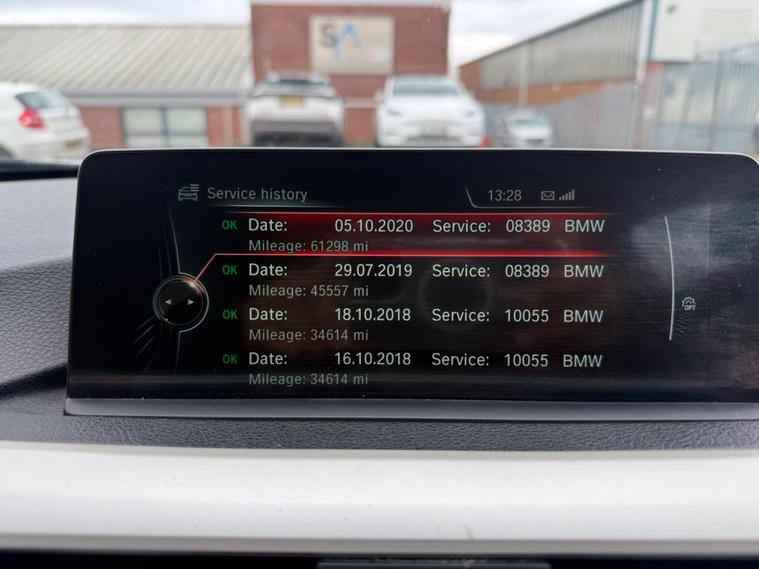 SA
Service history 13:28
OK Date: 05.10.2020 Service: 08389 BMW
Mileage: 61298 mi
OK Date: 29.07.2019 Service: 08389 BMW
Mileage: 45557 mi
OK Date: 18.10.2018 Service: 10055 BMW
Mileage: 34614 mi
OK Date: 16.10.2018 Service: 10055 BMW
Mileage: 34614 mi
OPT